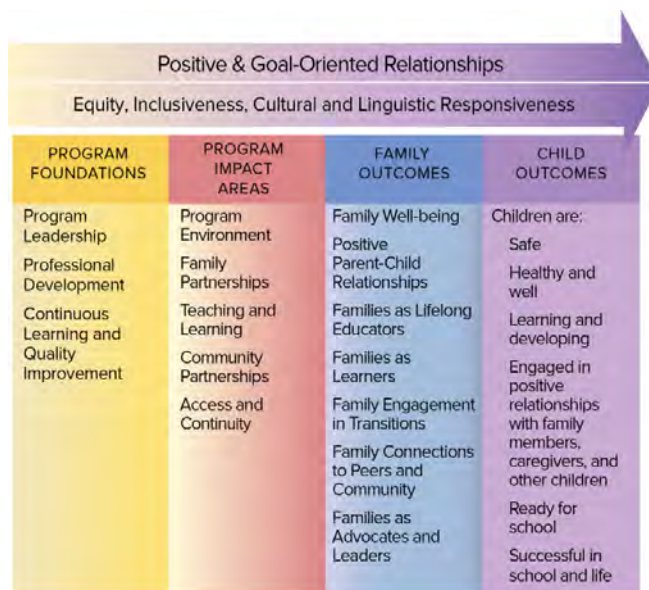 Positive & Goal-Oriented Relationships
Equity, Inclusiveness, Cultural and Linguistic Responsiveness
PROGRAM
FOUNDATIONS
Program
Leadership
Professional
Development
Continuous
Learning and
Quality
Improvement
PROGRAM
IMPACT
AREAS
Program
Environment
Family
Partnerships
Teaching and
Learning
Community
Partnerships
Access and
Continuity
FAMILY
OUTCOMES
Family Well-being
Positive
Parent-Child
Relationships
Families as Lifelong
Educators
Families as
Learners
Family Engagement
in Transitions
Family Connections
to Peers and
Community
Families as
Advocates and
Leaders
CHILD
OUTCOMES
Children are:
Safe
Healthy and
well
Learning and
developing
Engaged in
positive
relationships
with family
members,
caregivers, and
other children
Ready for
school
Successful in
school and life